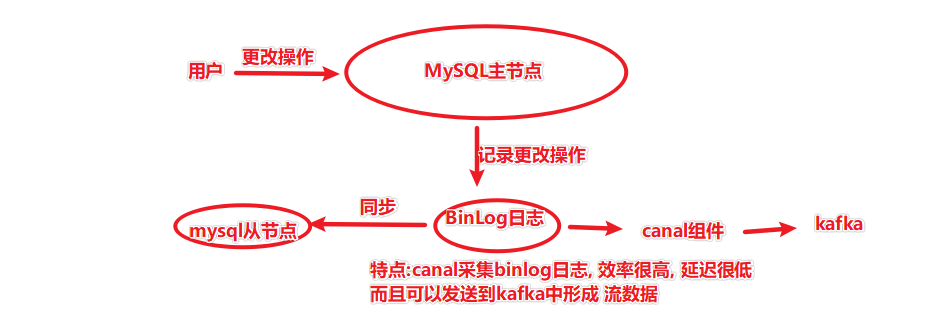 更改操作
用户
MySQL主节点
记录更改操作
同步
BinLog日志
mysql从节点
canal组件
kafka
特点:canal采集binlog日志, 效率很高, 延迟很低
而且可以发送到kafka中形成 流数据